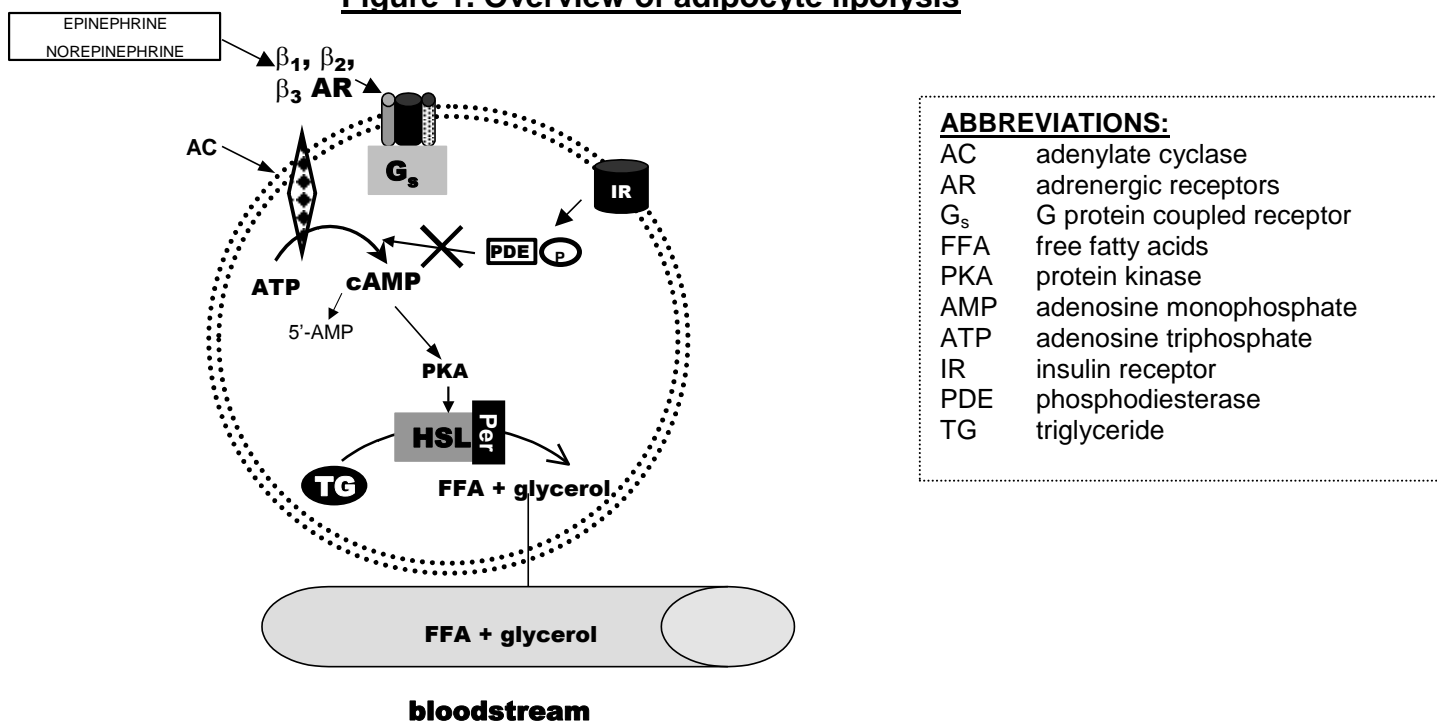 Figure 1. Overview of adipocyte lipolysis
EPINEPHRINE
NOREPINEPHRINE
β1, β2,
β3 AR
AC
Gs
IR
PDE P
ATP cAMP
5'-AMP
PKA
HSL Per
TG
FFA + glycerol
FFA + glycerol
bloodstream
ABBREVIATIONS:
AC adenylate cyclase
AR adrenergic receptors
Gs G protein coupled receptor
FFA free fatty acids
PKA protein kinase
AMP adenosine monophosphate
ATP adenosine triphosphate
IR insulin receptor
PDE phosphodiesterase
TG triglyceride